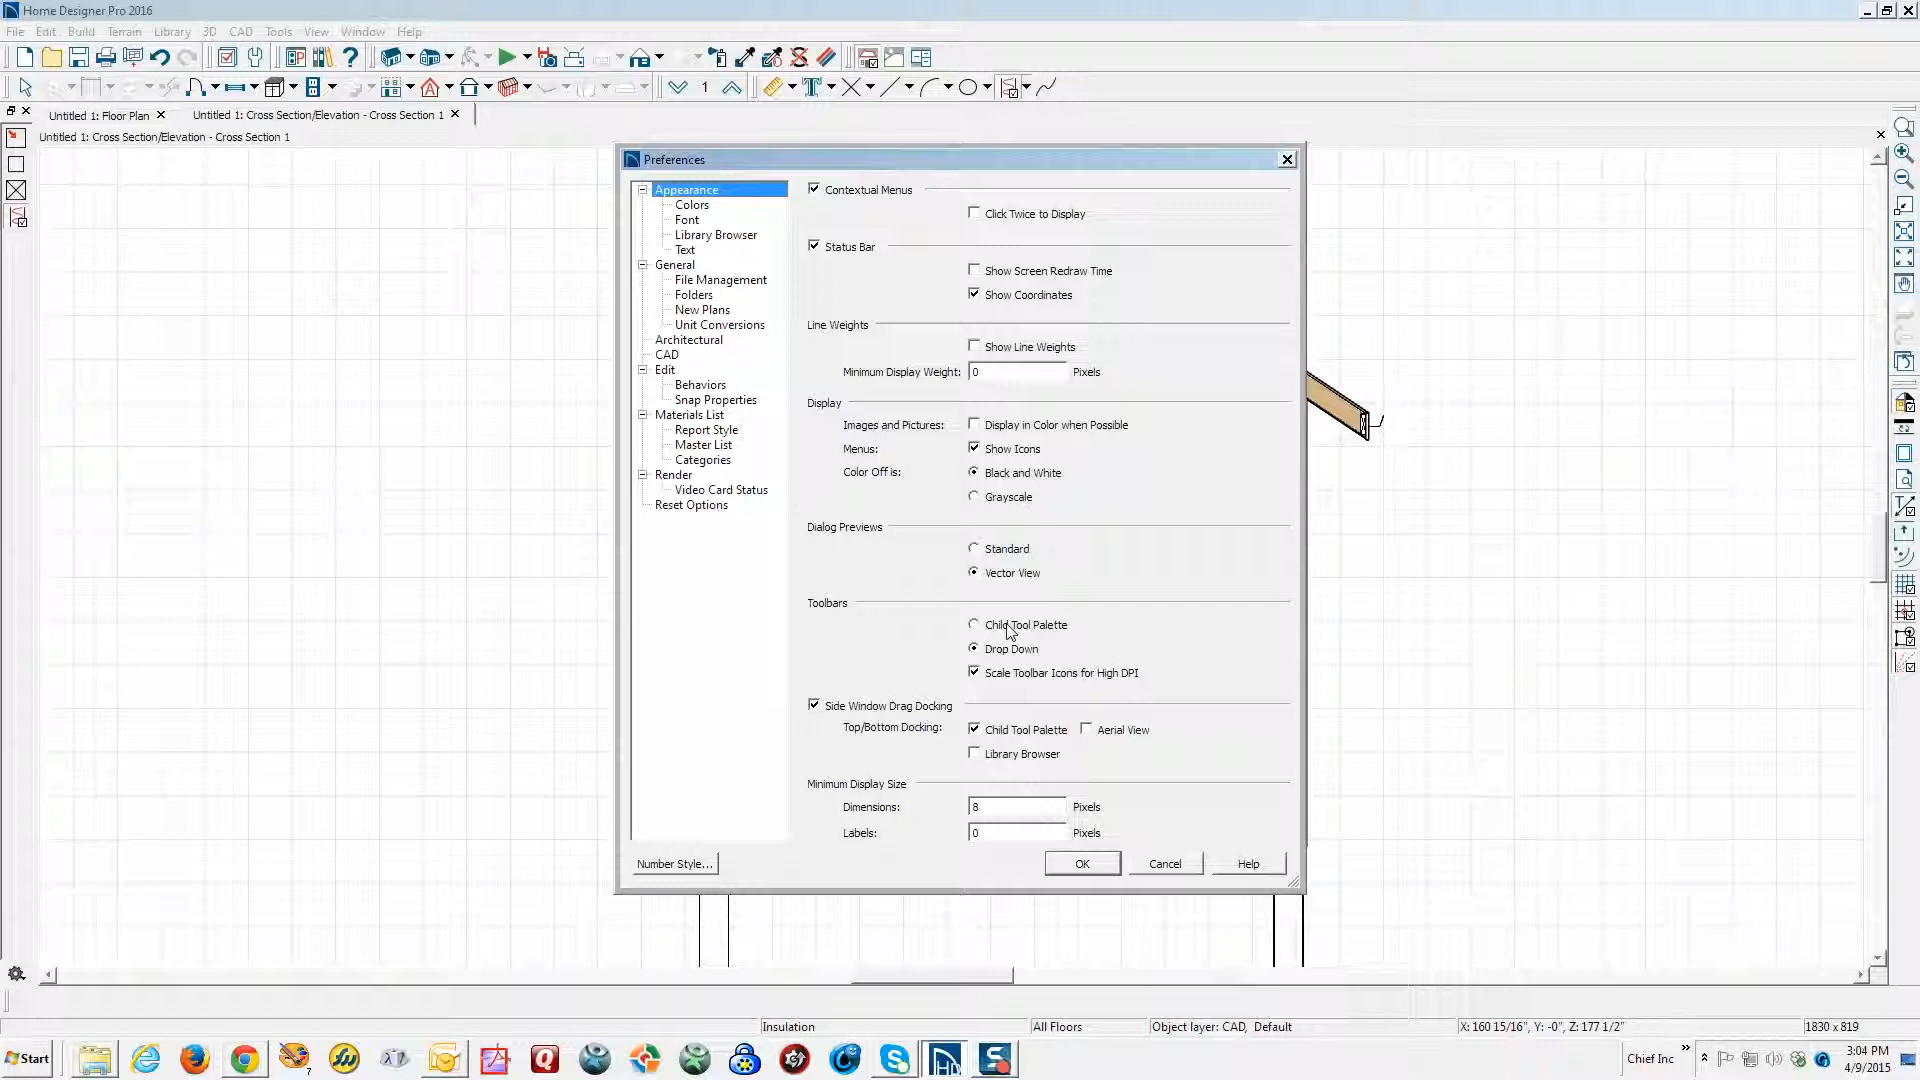 Home Designer Pro 2016
File Edit Build Terrain Library 3D CAD Tools View Window Help
1
Untitled 1: Floor Plan Untitled 1: Cross Section/Elevation - Cross Section 1
Untitled 1: Cross Section/Elevation - Cross Section 1
Preferences
Appearance
Colors
Font
Library Browser
Text
General
File Management
Folders
New Plans
Unit Conversions
Architectural
CAD
Edit
Behaviors
Snap Properties
Materials List
Report Style
Master List
Categories
Render
Video Card Status
Reset Options
Contextual Menus
Click Twice to Display
Status Bar
Show Screen Redraw Time
Show Coordinates
Line Weights
Show Line Weights
Minimum Display Weight: 0 Pixels
Display
Images and Pictures: Display in Color when Possible
Menus: Show Icons
Color Off is: Black and White
Grayscale
Dialog Previews
Standard
Vector View
Toolbars
Child Tool Palette
Drop Down
Scale Toolbar Icons for High DPI
Side Window Drag Docking
Top/Bottom Docking: Child Tool Palette Aerial View
Library Browser
Minimum Display Size
Dimensions: 8 Pixels
Labels: 0 Pixels
Number Style... OK Cancel Help
Insulation All Floors Object layer: CAD, Default X: 160 15/16", Y: -0", Z: 177 1/2" 1830 x 819
Start Chief Inc 3:04 PM
4/9/2015